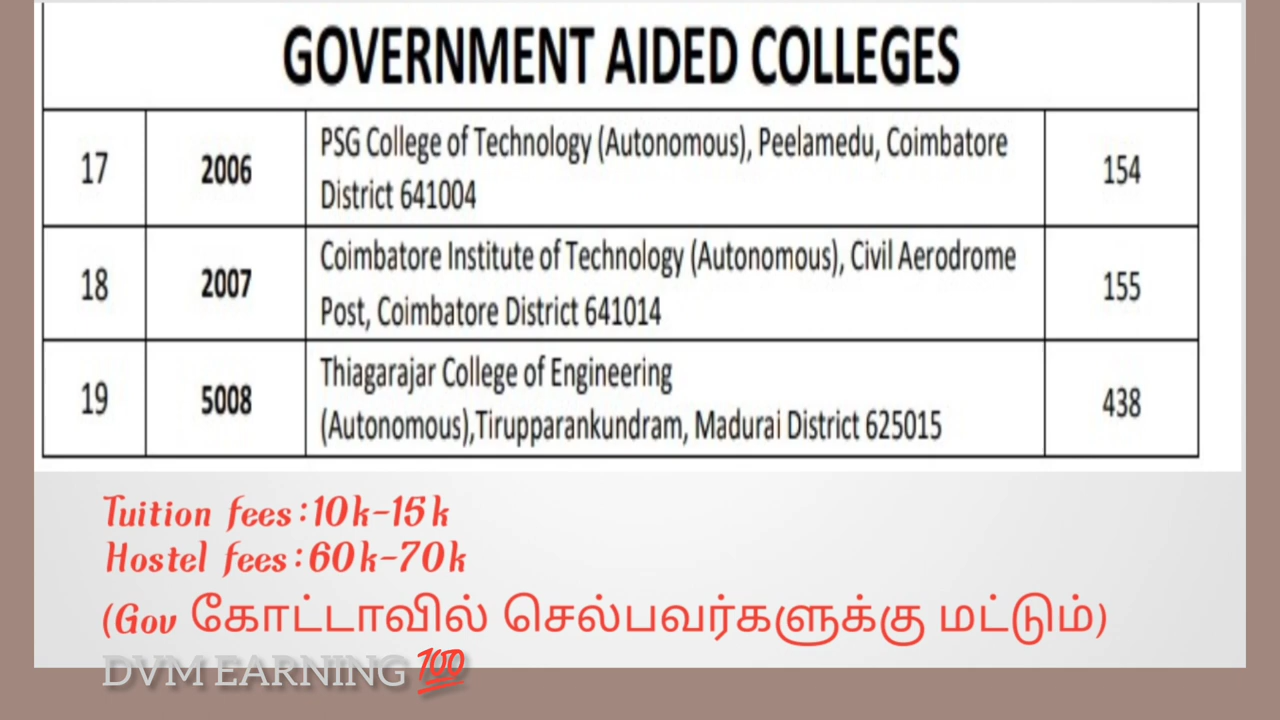 GOVERNMENT AIDED COLLEGES
17 2006 PSG College of Technology (Autonomous), Peelamedu, Coimbatore District 641004 154
18 2007 Coimbatore Institute of Technology (Autonomous), Civil Aerodrome Post, Coimbatore District 641014 155
19 5008 Thiagarajar College of Engineering (Autonomous),Tirupparankundram, Madurai District 625015 438
Tuition fees:10k-15k
Hostel fees:60k-70k
(Gov கோட்டாவில் செல்பவர்களுக்கு மட்டும்)
DVM EARNING 💯